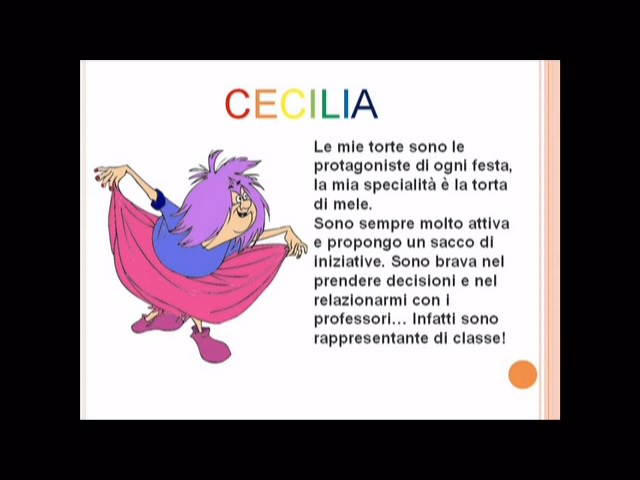 CECILIA
Le mie torte sono le
protagoniste di ogni festa,
la mia specialità è la torta
di mele.
Sono sempre molto attiva
e propongo un sacco di
iniziative. Sono brava nel
prendere decisioni e nel
relazionarmi con i
professori... Infatti sono
rappresentante di classe!